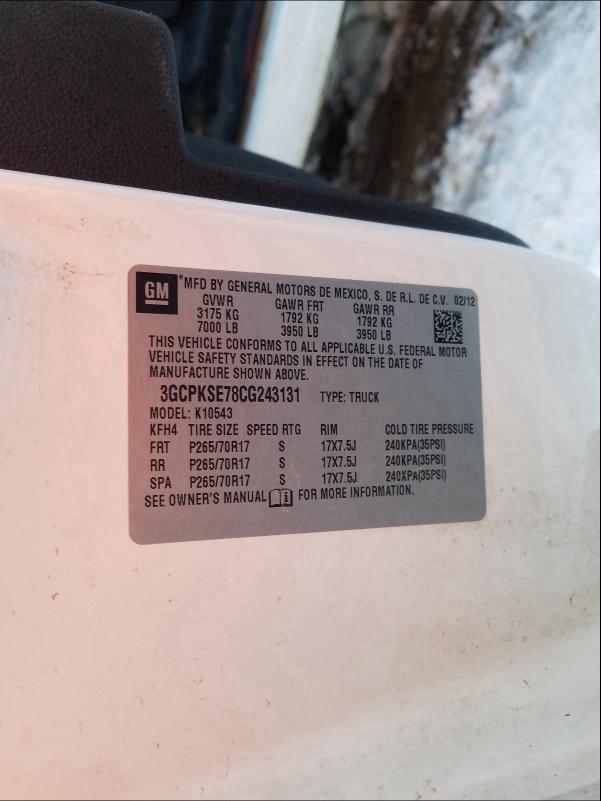 GM
*MFD BY GENERAL MOTORS DE MEXICO, S. DE R.L. DE C.V. 02/12
GVWR GAWR FRT GAWR RR
3175 KG 1792 KG 1792 KG
7000 LB 3950 LB 3950 LB
THIS VEHICLE CONFORMS TO ALL APPLICABLE U.S. FEDERAL MOTOR
VEHICLE SAFETY STANDARDS IN EFFECT ON THE DATE OF
MANUFACTURE SHOWN ABOVE.
3GCPKSE78CG243131 TYPE: TRUCK
MODEL: K10543
KFH4 TIRE SIZE SPEED RTG RIM COLD TIRE PRESSURE
FRT P265/70R17 S 17X7.5J 240KPA(35PSI)
RR P265/70R17 S 17X7.5J 240KPA(35PSI)
SPA P265/70R17 S 17X7.5J 240KPA(35PSI)
SEE OWNER'S MANUAL i FOR MORE INFORMATION.